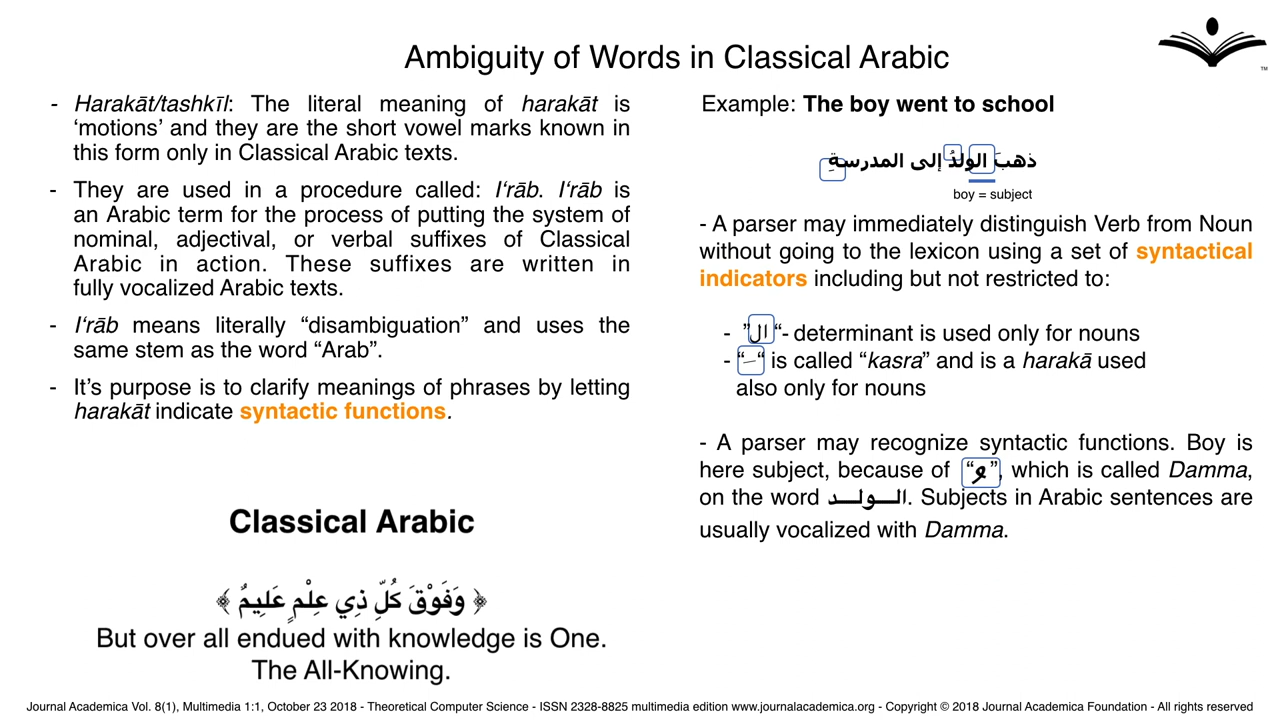 Ambiguity of Words in Classical Arabic
TM
- Harakāt/tashkīl: The literal meaning of harakāt is
‘motions’ and they are the short vowel marks known in
this form only in Classical Arabic texts.
- They are used in a procedure called: I‘rāb. I‘rāb is
an Arabic term for the process of putting the system of
nominal, adjectival, or verbal suffixes of Classical
Arabic in action. These suffixes are written in
fully vocalized Arabic texts.
- I‘rāb means literally “disambiguation” and uses the
same stem as the word “Arab”.
- It’s purpose is to clarify meanings of phrases by letting
harakāt indicate syntactic functions.
Classical Arabic
﴿ وَفَوْقَ كُلِّ ذِي عِلْمٍ عَلِيمٌ ﴾
But over all endued with knowledge is One.
The All-Knowing.
Example: The boy went to school
ذهبَ الولدُ إلى المدرسةِ
boy = subject
- A parser may immediately distinguish Verb from Noun
without going to the lexicon using a set of syntactical
indicators including but not restricted to:
- ”ال“- determinant is used only for nouns
- “ـِ“ is called “kasra” and is a harakā used
also only for nouns
- A parser may recognize syntactic functions. Boy is
here subject, because of “و”, which is called Damma,
on the word الـــولـــد. Subjects in Arabic sentences are
usually vocalized with Damma.
Journal Academica Vol. 8(1), Multimedia 1:1, October 23 2018 - Theoretical Computer Science - ISSN 2328-8825 multimedia edition www.journalacademica.org - Copyright © 2018 Journal Academica Foundation - All rights reserved